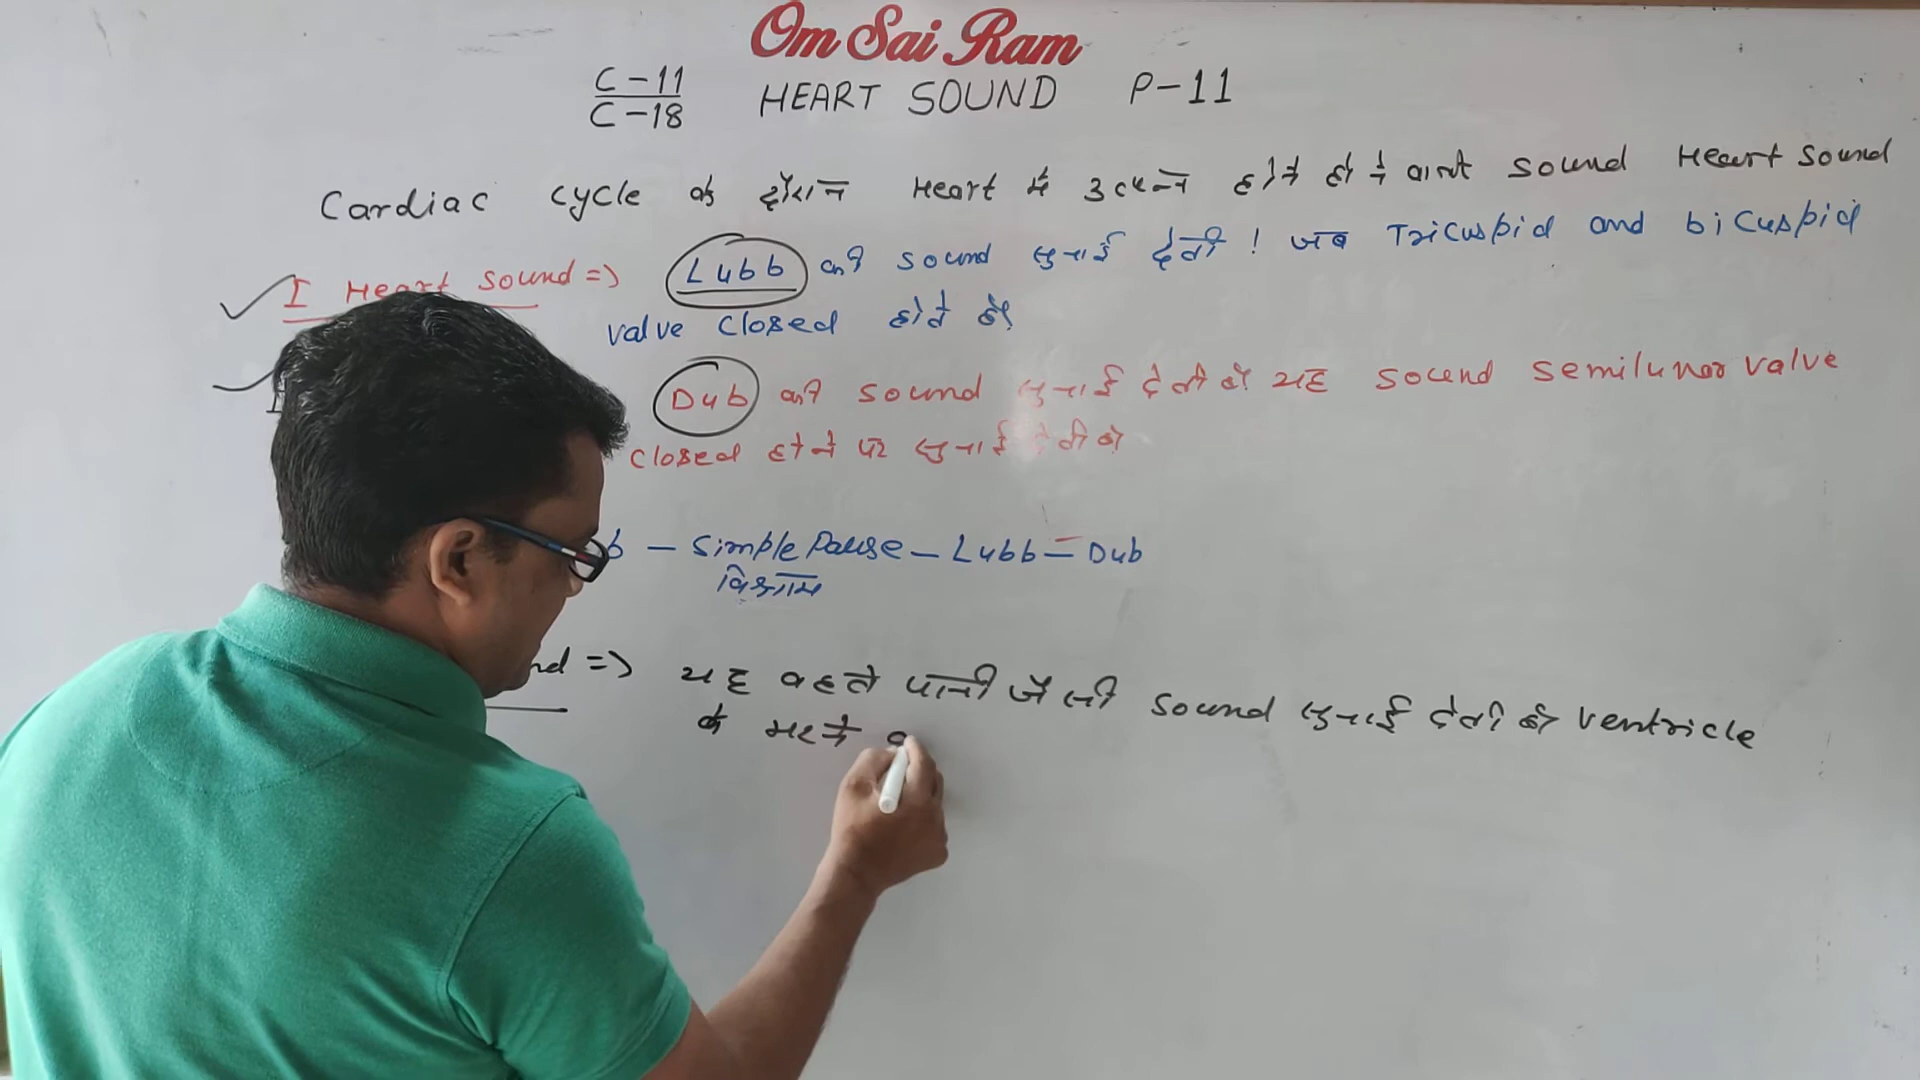 Om Sai Ram
C-11
C-18
HEART SOUND P-11
Cardiac cycle के दौरान Heart में उत्पन्न होने वाली sound Heart sound
I Heart sound => Lubb की sound सुनाई देती ! जब Tricuspid and bicuspid
valve closed होते है
Dub की sound सुनाई देती है यह sound semilunar valve
closed होने पर सुनाई देती है
b - Simple Pause - Lubb - Dub
विश्राम
nd => यह बहते पानी जैसी sound सुनाई देती है ventricle
के भरने